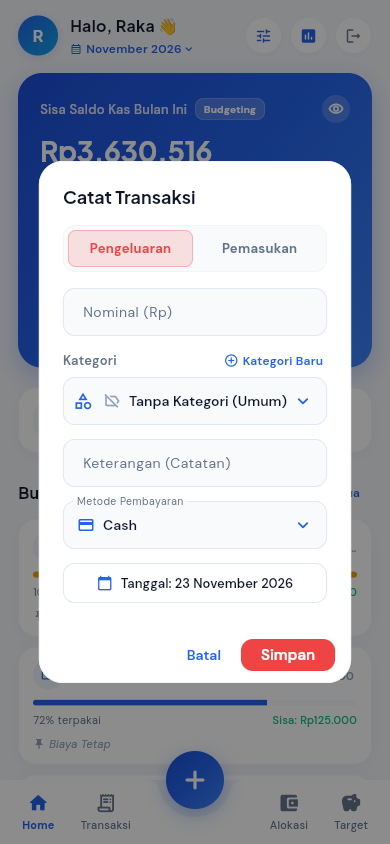 R
Halo, Raka 👋
November 2026
Sisa Saldo Kas Bulan Ini
Budgeting
Rp3.630.516
Catat Transaksi
Pengeluaran
Pemasukan
Nominal (Rp)
Kategori
Kategori Baru
Tanpa Kategori (Umum)
Keterangan (Catatan)
Metode Pembayaran
Cash
Tanggal: 23 November 2026
Batal
Simpan
72% terpakai
Sisa: Rp125.000
Biaya Tetap
Home
Transaksi
Alokasi
Target